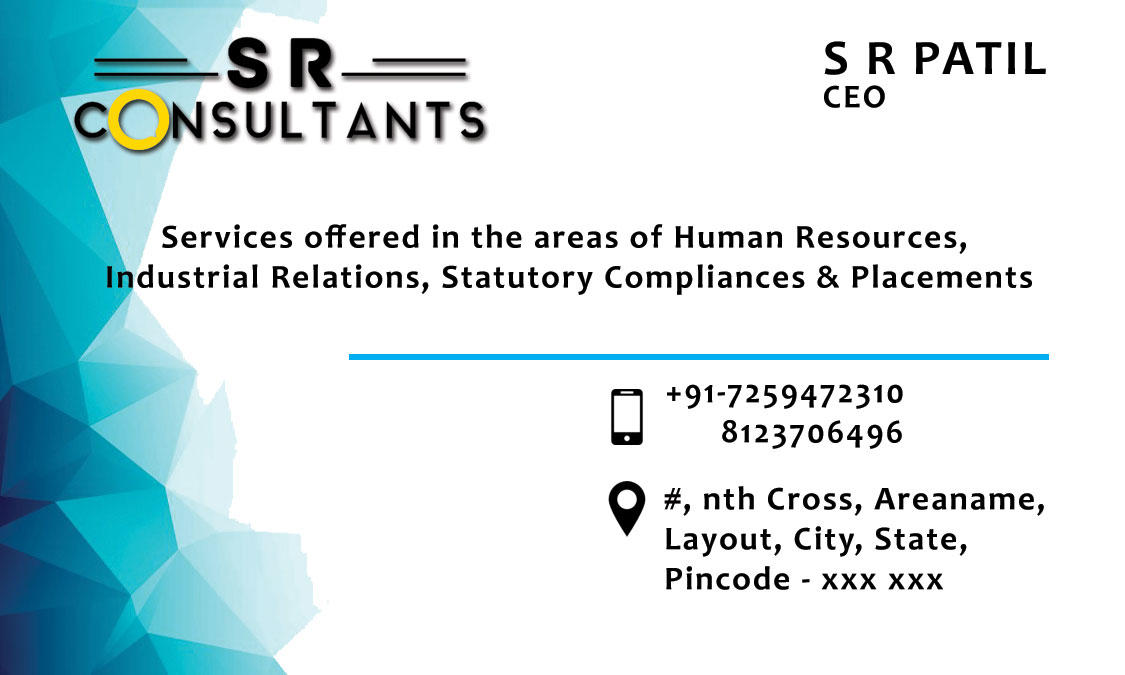 S R
CONSULTANTS
S R PATIL
CEO
Services offered in the areas of Human Resources,
Industrial Relations, Statutory Compliances & Placements
+91-7259472310
8123706496
#, nth Cross, Areaname,
Layout, City, State,
Pincode - xxx xxx